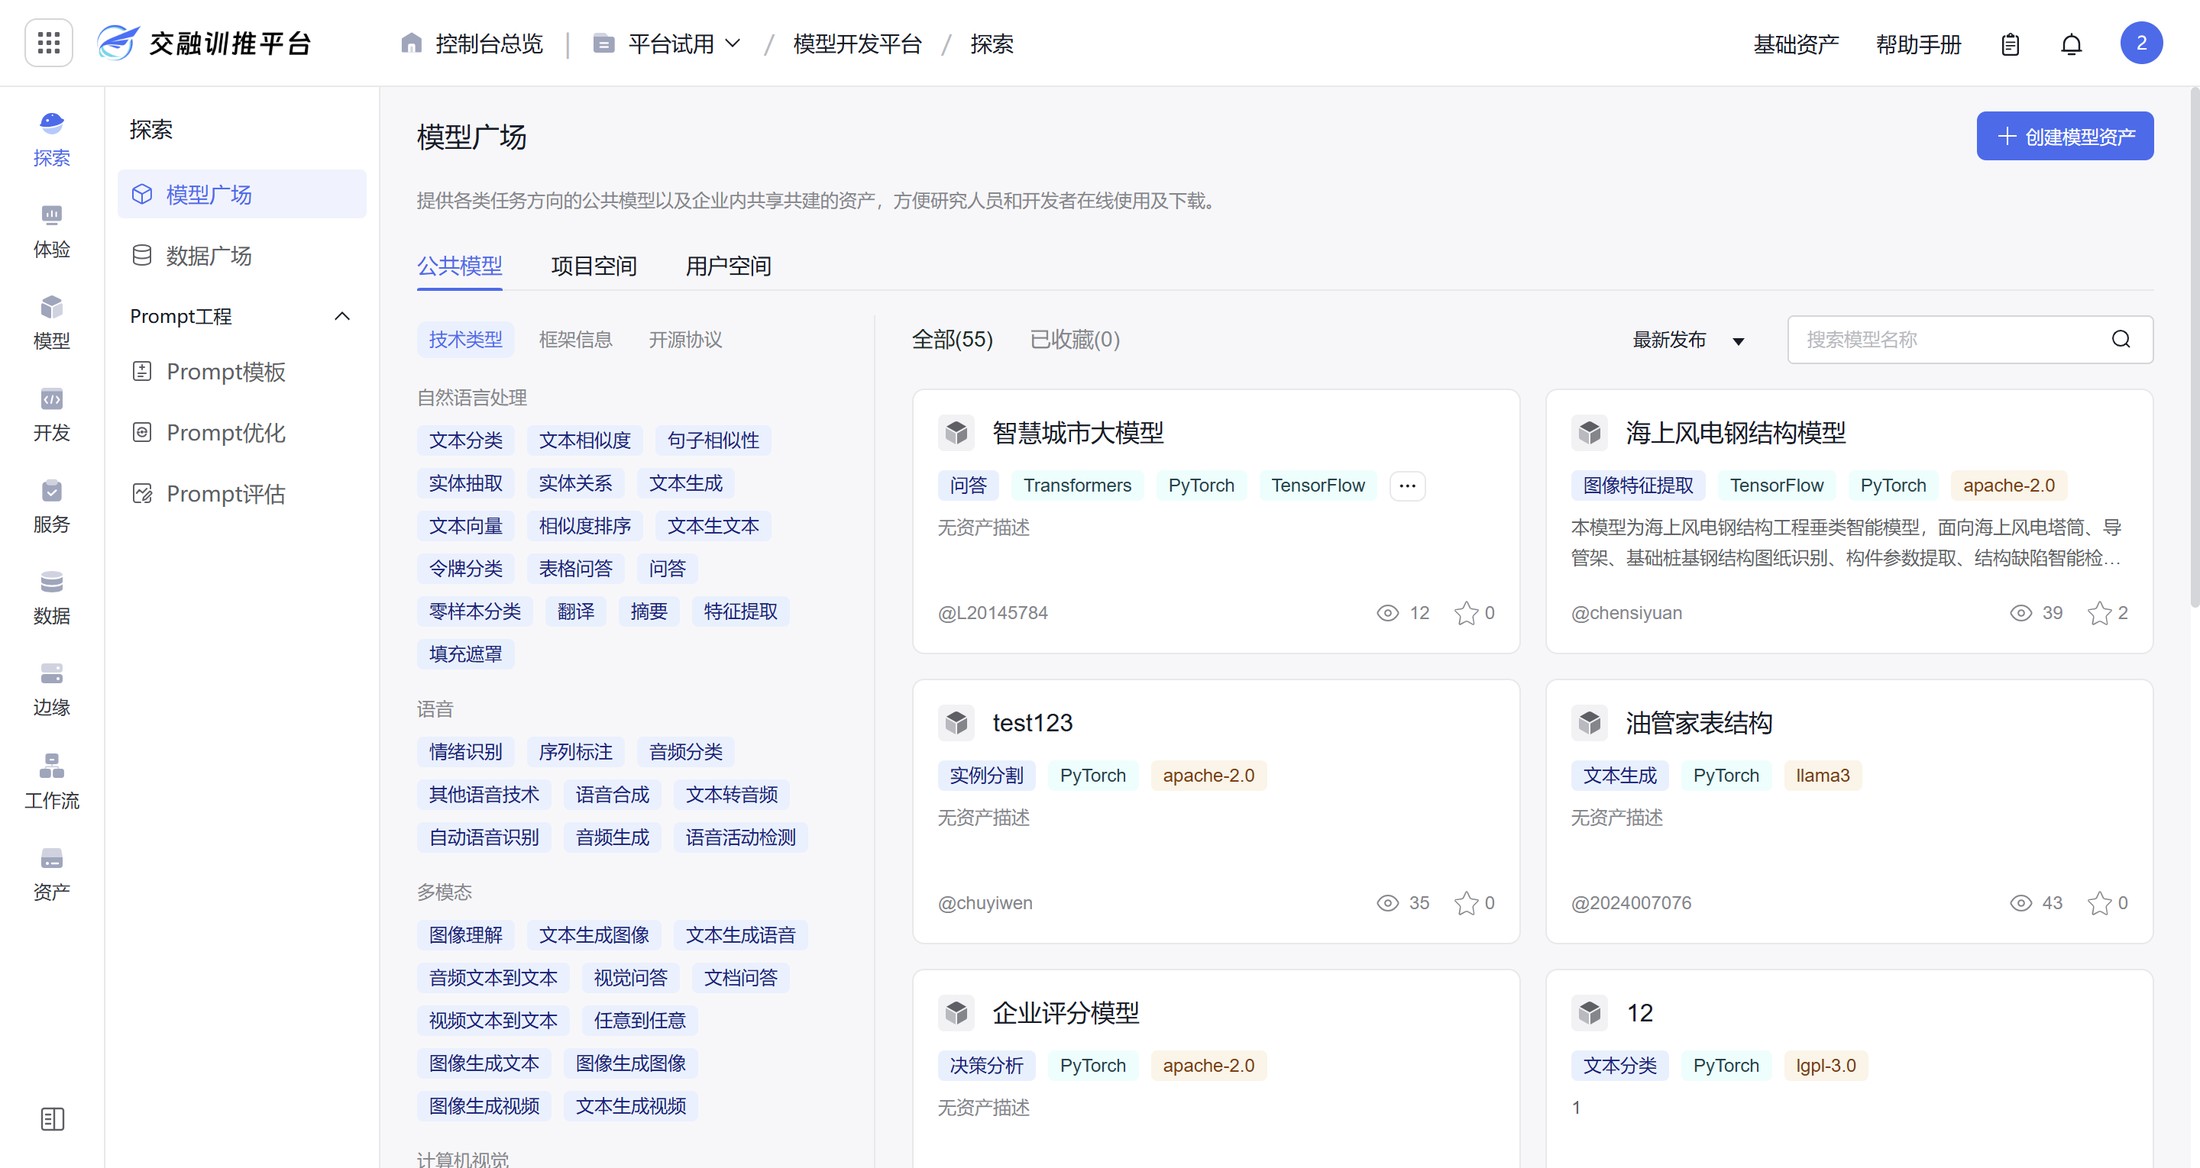 交融训推平台
控制台总览 | 平台试用 / 模型开发平台 / 探索
基础资产 帮助手册 2
探索
体验
模型
开发
服务
数据
边缘
工作流
资产
探索
模型广场
数据广场
Prompt工程
Prompt模板
Prompt优化
Prompt评估
模型广场
创建模型资产
提供各类任务方向的公共模型以及企业内共享共建的资产，方便研究人员和开发者在线使用及下载。
公共模型 项目空间 用户空间
技术类型 框架信息 开源协议
自然语言处理
文本分类 文本相似度 句子相似性
实体抽取 实体关系 文本生成
文本向量 相似度排序 文本生文本
令牌分类 表格问答 问答
零样本分类 翻译 摘要 特征提取
填充遮罩
语音
情绪识别 序列标注 音频分类
其他语音技术 语音合成 文本转音频
自动语音识别 音频生成 语音活动检测
多模态
图像理解 文本生成图像 文本生成语音
音频文本到文本 视觉问答 文档问答
视频文本到文本 任意到任意
图像生成文本 图像生成图像
图像生成视频 文本生成视频
计算机视觉
全部(55) 已收藏(0)
最新发布
搜索模型名称
智慧城市大模型
问答 Transformers PyTorch TensorFlow ···
无资产描述
@L20145784 12 0
海上风电钢结构模型
图像特征提取 TensorFlow PyTorch apache-2.0
本模型为海上风电钢结构工程垂类智能模型，面向海上风电塔筒、导
管架、基础桩基钢结构图纸识别、构件参数提取、结构缺陷智能检...
@chensiyuan 39 2
test123
实例分割 PyTorch apache-2.0
无资产描述
@chuyiwen 35 0
油管家表结构
文本生成 PyTorch llama3
无资产描述
@2024007076 43 0
企业评分模型
决策分析 PyTorch apache-2.0
无资产描述
12
文本分类 PyTorch lgpl-3.0
1